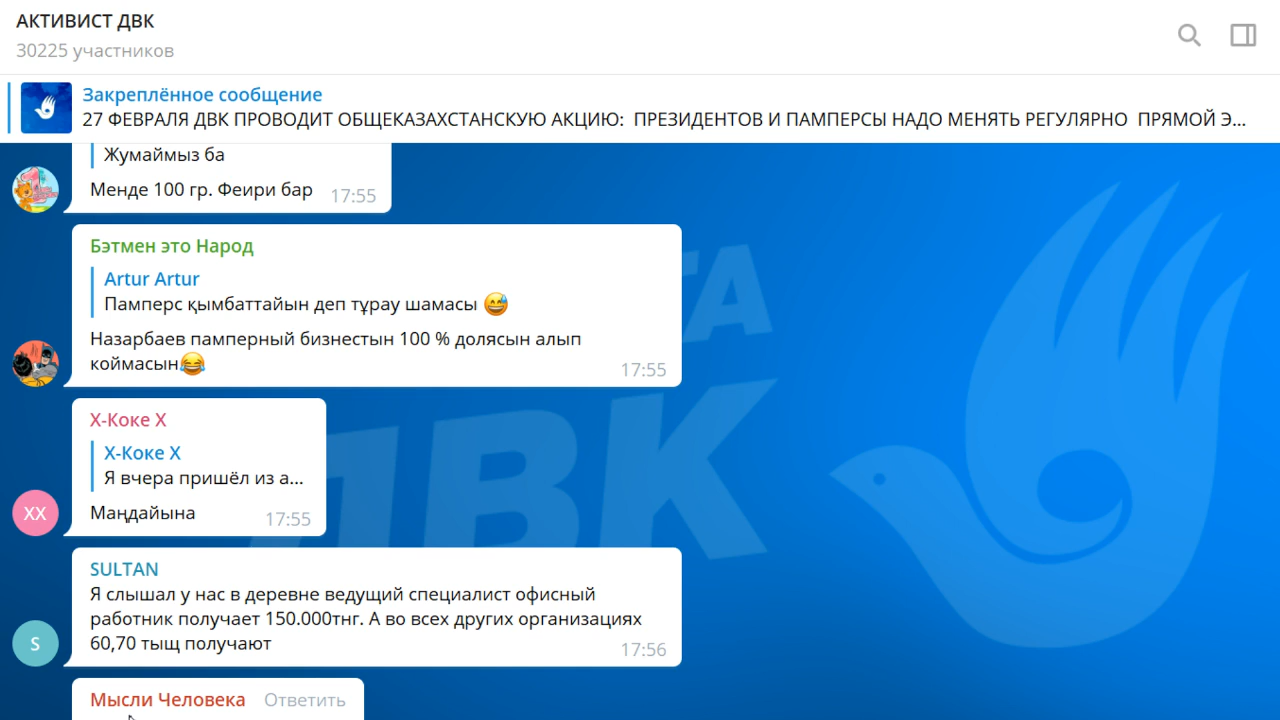 АКТИВИСТ ДВК
30225 участников
Закреплённое сообщение
27 ФЕВРАЛЯ ДВК ПРОВОДИТ ОБЩЕКАЗАХСТАНСКУЮ АКЦИЮ: ПРЕЗИДЕНТОВ И ПАМПЕРСЫ НАДО МЕНЯТЬ РЕГУЛЯРНО ПРЯМОЙ Э...
Жумаймыз ба
Менде 100 гр. Феири бар 17:55
Бэтмен это Народ
Artur Artur
Памперс қымбаттайын деп тұрау шамасы 😅
Назарбаев памперный бизнестын 100 % долясын алып
коймасын😂 17:55
Х-Коке Х
Х-Коке Х
Я вчера пришёл из а...
XX
Маңдайына 17:55
SULTAN
Я слышал у нас в деревне ведущий специалист офисный
работник получает 150.000тнг. А во всех других организациях
60,70 тыщ получают 17:56
S
Мысли Человека Ответить
ДВК